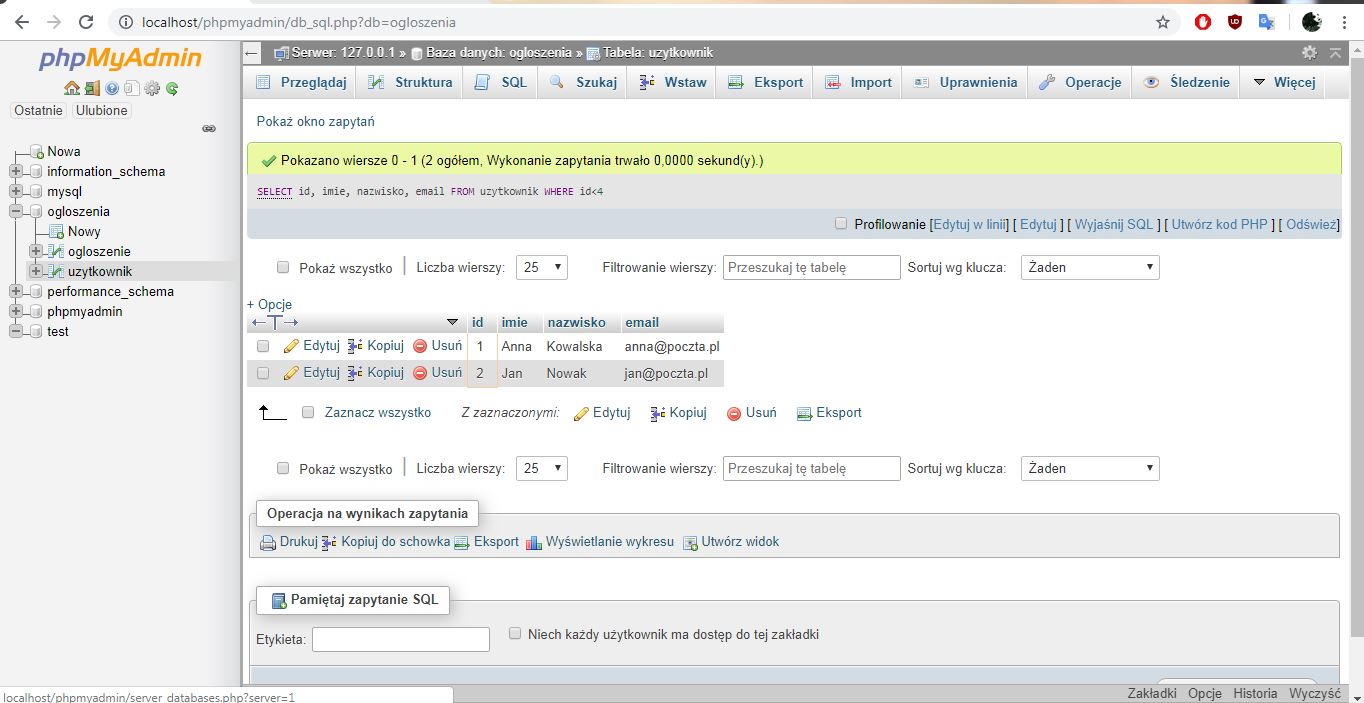 localhost/phpmyadmin/db_sql.php?db=ogloszenia
phpMyAdmin
Ostatnie Ulubione
Nowa
information_schema
mysql
ogloszenia
Nowy
ogloszenie
uzytkownik
performance_schema
phpmyadmin
test
Serwer: 127.0.0.1 » Baza danych: ogloszenia » Tabela: uzytkownik
Przeglądaj Struktura SQL Szukaj Wstaw Eksport Import Uprawnienia Operacje Śledzenie Więcej
Pokaż okno zapytań
Pokazano wiersze 0 - 1 (2 ogółem, Wykonanie zapytania trwało 0,0000 sekund(y).)
SELECT id, imie, nazwisko, email FROM uzytkownik WHERE id<4
Profilowanie [Edytuj w linii] [ Edytuj ] [ Wyjaśnij SQL ] [ Utwórz kod PHP ] [ Odśwież]
Pokaż wszystko | Liczba wierszy: 25 Filtrowanie wierszy: Przeszukaj tę tabelę Sortuj wg klucza: Żaden
+ Opcje
←T→ id imie nazwisko email
Edytuj Kopiuj Usuń 1 Anna Kowalska anna@poczta.pl
Edytuj Kopiuj Usuń 2 Jan Nowak jan@poczta.pl
Zaznacz wszystko Z zaznaczonymi: Edytuj Kopiuj Usuń Eksport
Pokaż wszystko | Liczba wierszy: 25 Filtrowanie wierszy: Przeszukaj tę tabelę Sortuj wg klucza: Żaden
Operacja na wynikach zapytania
Drukuj Kopiuj do schowka Eksport Wyświetlanie wykresu Utwórz widok
Pamiętaj zapytanie SQL
Etykieta: Niech każdy użytkownik ma dostęp do tej zakładki
Zakładki Opcje Historia Wyczyść
localhost/phpmyadmin/server_databases.php?server=1